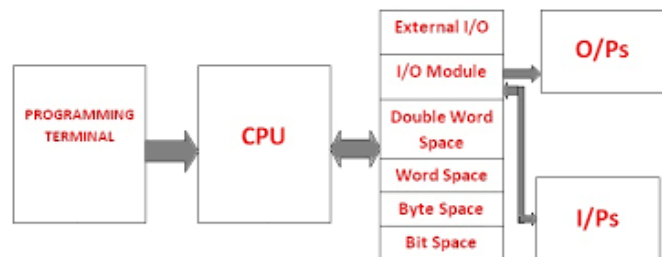 PROGRAMMING
TERMINAL
CPU
External I/O
I/O Module
Double Word
Space
Word Space
Byte Space
Bit Space
O/Ps
I/Ps